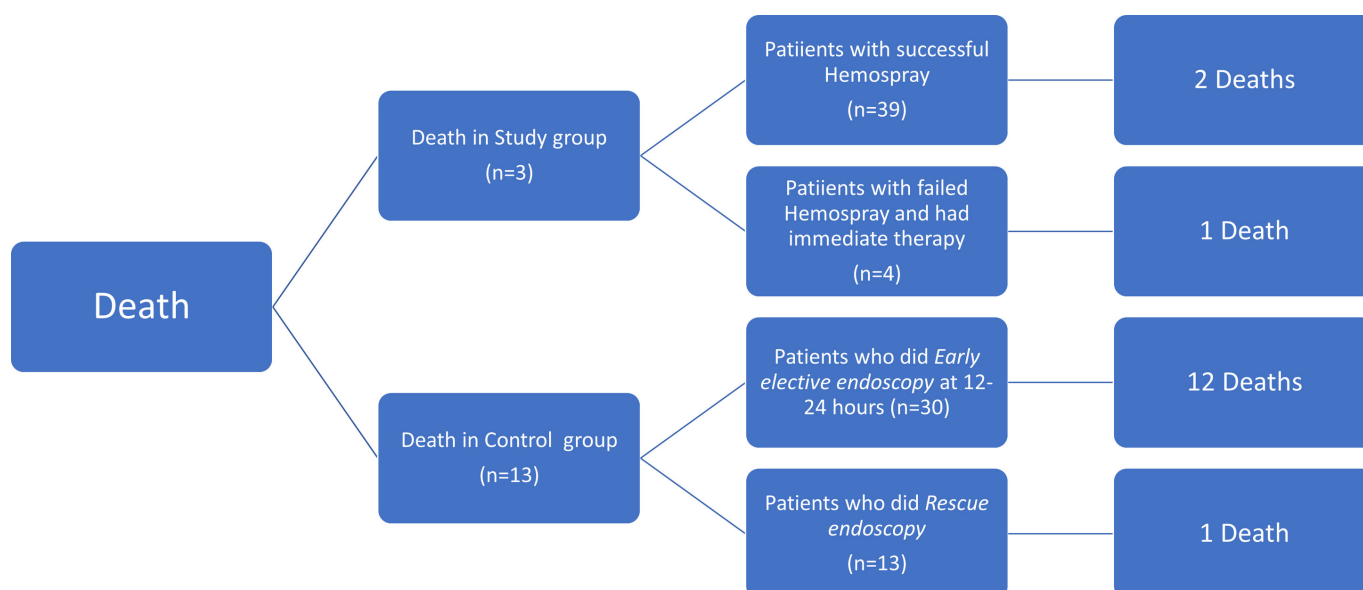 Death
Death in Study group
(n=3)
Patiients with successful
Hemospray
(n=39)
2 Deaths
Patiients with failed
Hemospray and had
immediate therapy
(n=4)
1 Death
Death in Control  group
(n=13)
Patients who did Early
elective endoscopy at 12-
24 hours (n=30)
12 Deaths
Patients who did Rescue
endoscopy
(n=13)
1 Death